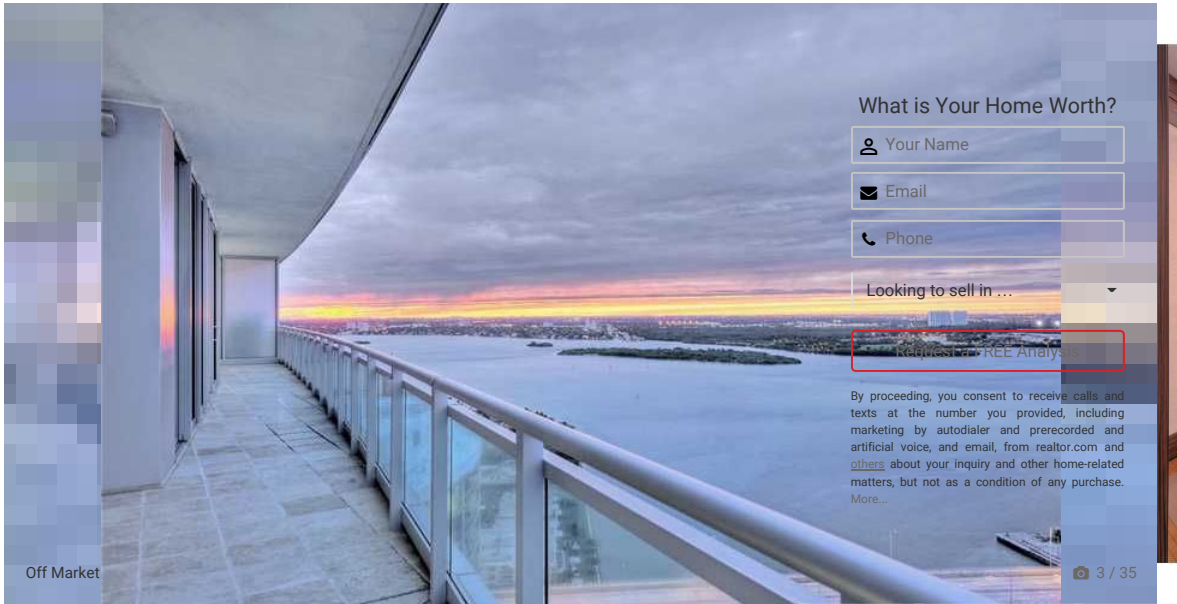 What is Your Home Worth?
Your Name
Email
Phone
Looking to sell in ...
Request a FREE Analysis
By proceeding, you consent to receive calls and
texts at the number you provided, including
marketing by autodialer and prerecorded and
artificial voice, and email, from realtor.com and
others about your inquiry and other home-related
matters, but not as a condition of any purchase.
More...
Off Market
3 / 35